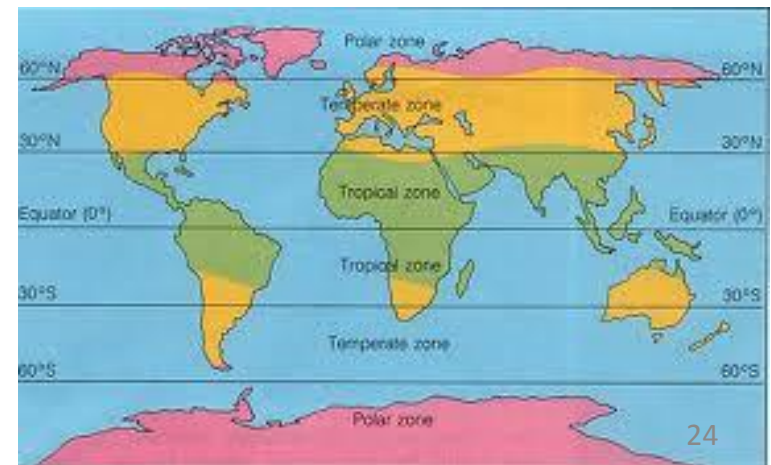 Polar zone
60°N 60°N
Temperate zone
30°N 30°N
Tropical zone
Equator (0°) Equator (0°)
Tropical zone
30°S 30°S
Temperate zone
60°S 60°S
Polar zone
24